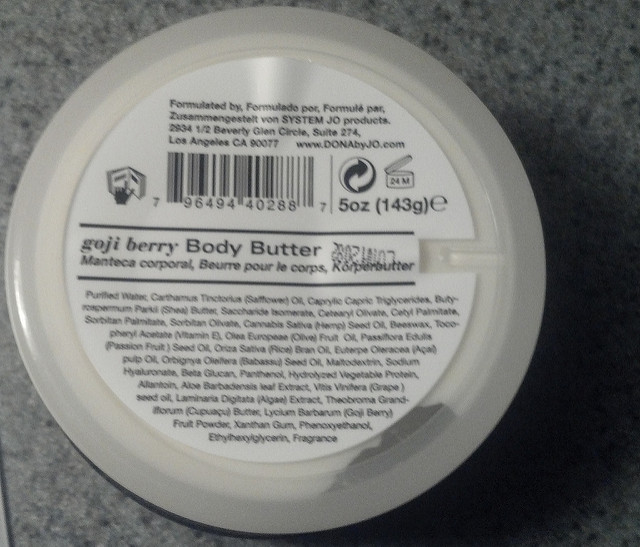 Formulated by, Formulado por, Formulé par,
Zusammengestelt von SYSTEM JO products.
2934 1/2 Beverly Glen Circle, Suite 274,
Los Angeles CA 90077 www.DONAbyJO.com
24 M
7 96494 40288 7
5oz (143g)℮
goji berry Body Butter
Manteca corporal, Beurre pour le corps, Körperbutter
Purified Water, Carthamus Tinctorius (Safflower) Oil, Caprylic Capric Triglycerides, Buty-
rospermum Parkii (Shea) Butter, Saccharide Isomerate, Cetearyl Olivate, Cetyl Palmitate,
Sorbitan Palmitate, Sorbitan Olivate, Cannabis Sativa (Hemp) Seed Oil, Beeswax, Toco-
pheryl Acetate (Vitamin E), Olea Europeae (Olive) Fruit Oil, Passiflora Edulis
(Passion Fruit) Seed Oil, Oriza Sativa (Rice) Bran Oil, Euterpe Oleracea (Açaí)
pulp Oil, Orbignya Oleifera (Babassu) Seed Oil, Maltodextrin, Sodium
Hyaluronate, Beta Glucan, Panthenol, Hydrolyzed Vegetable Protein,
Allantoin, Aloe Barbadensis leaf Extract, Vitis Vinifera (Grape)
seed oil, Laminaria Digitata (Algae) Extract, Theobroma Grand-
iflorum (Cupuaçu) Butter, Lycium Barbarum (Goji Berry)
Fruit Powder, Xanthan Gum, Phenoxyethanol,
Ethylhexylglycerin, Fragrance